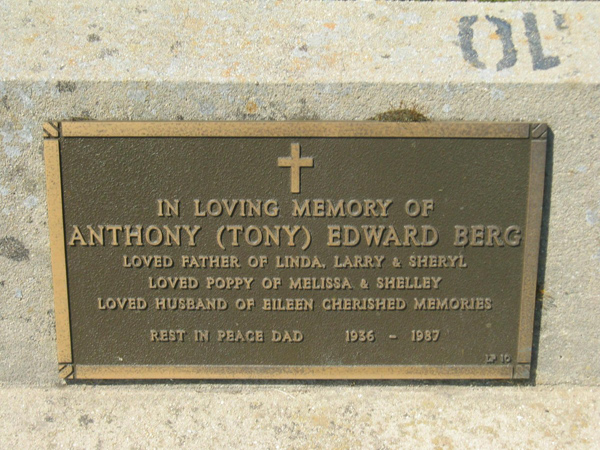 OL
IN LOVING MEMORY OF
ANTHONY (TONY) EDWARD BERG
LOVED FATHER OF LINDA, LARRY & SHERYL
LOVED POPPY OF MELISSA & SHELLEY
LOVED HUSBAND OF EILEEN CHERISHED MEMORIES
REST IN PEACE DAD 1936 - 1987
LP 10